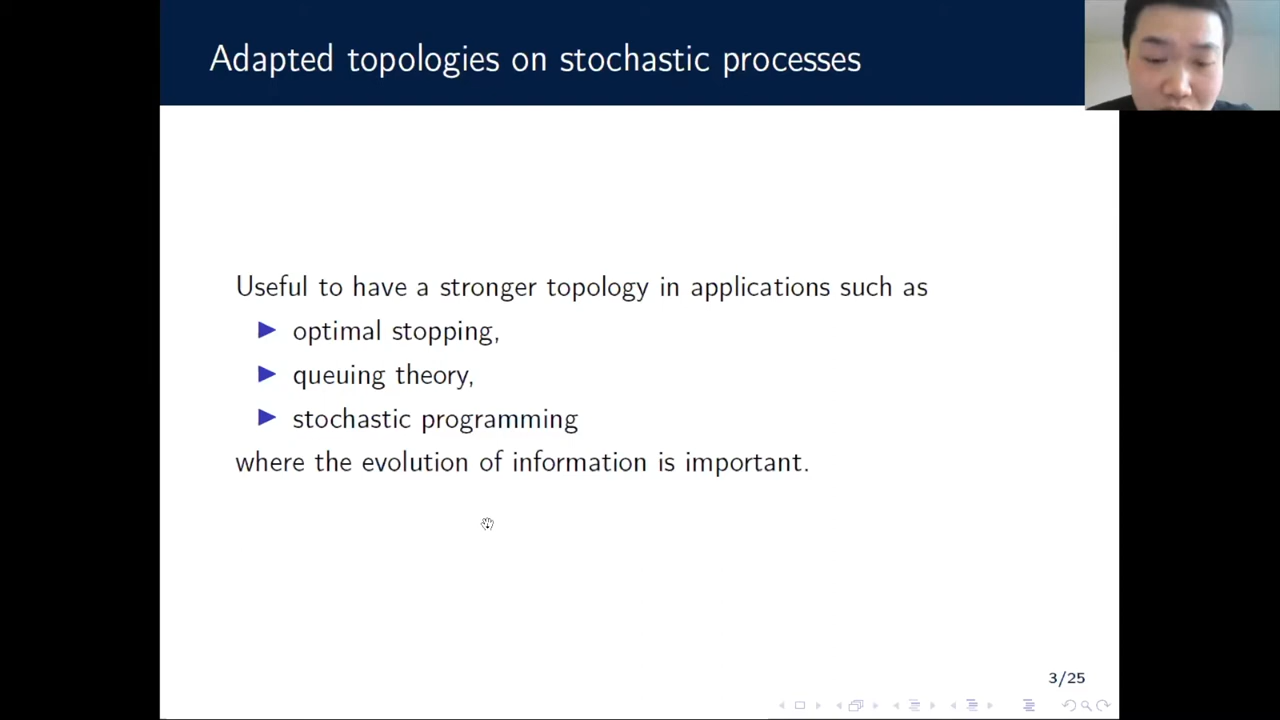 Adapted topologies on stochastic processes
Useful to have a stronger topology in applications such as
▶ optimal stopping,
▶ queuing theory,
▶ stochastic programming
where the evolution of information is important.
3/25